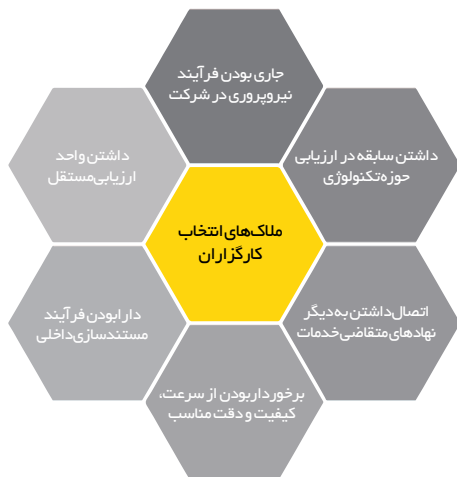 جاری بودن فرآیند
نیروپروری در شرکت
داشتن سابقه در ارزیابی
حوزه تکنولوژی
اتصال داشتن به دیگر
نهادهای متقاضی خدمات
برخوردار بودن از سرعت،
کیفیت و دقت مناسب
دارا بودن فرآیند
مستندسازی داخلی
داشتن واحد
ارزیابی مستقل
ملاک‌های انتخاب
کارگزاران